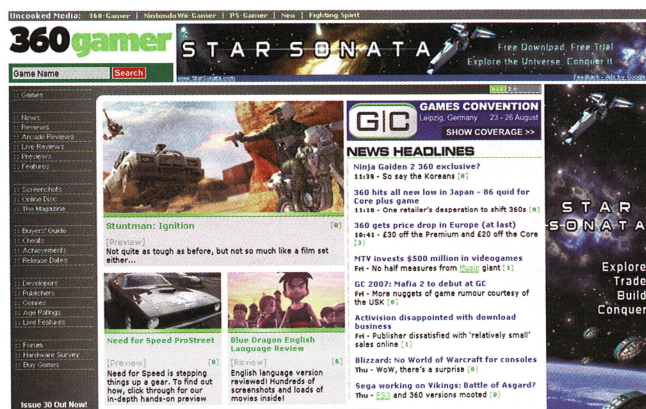 Uncooked Media: 360-Gamer | NintendoWii-Gamer | PS-Gamer | Neo | Fighting Spirit
360gamer
Game Name
Search
STAR SONATA
Free Download, Free Trial
Explore the Universe, Conquer it
www.StarSonata.com
Feedback - Ads by Google
:: Games
:: News
:: Reviews
:: Arcade Reviews
:: Live Reviews
:: Previews
:: Features
:: Screenshots
:: Online Disc
:: The Magazine
:: Buyers' Guide
:: Cheats
:: Achievements
:: Release Dates
:: Developers
:: Publishers
:: Genres
:: Age Ratings
:: Live Features
:: Forum
:: Hardware Survey
:: Buy Games
Issue 30 Out Now!
Stuntman: Ignition [0]
[Preview]
Not quite as tough as before, but not so much like a film set
either...
Need for Speed ProStreet
[Preview] [0]
Need for Speed is stepping
things up a gear. To find out
how, click through for our
in-depth hands-on preview
Blue Dragon English
Language Review
[Review] [6]
English language version
reviewed! Hundreds of
screenshots and loads of
movies inside!
GC
GAMES CONVENTION
Leipzig, Germany 23 - 26 August
SHOW COVERAGE >>
NEWS HEADLINES
Ninja Gaiden 2 360 exclusive?
11:39 - So say the Koreans [0]
360 hits all new low in Japan - 86 quid for
Core plus game
11:10 - One retailer's desperation to shift 360s [0]
360 gets price drop in Europe (at last)
10:41 - £30 off the Premium and £20 off the Core
[3]
MTV invests $500 million in videogames
Fri - No half measures from Music giant [1]
GC 2007: Mafia 2 to debut at GC
Fri - More nuggets of game rumour courtesy of
the USK [0]
Activision disappointed with download
business
Fri - Publisher dissatisfied with 'relatively small'
sales online [1]
Blizzard: No World of Warcraft for consoles
Thu - WoW, there's a surprise [0]
Sega working on Vikings: Battle of Asgard?
Thu - PS3 and 360 versions mooted [0]
STAR
SONATA
Explore
Trade
Build
Conquer